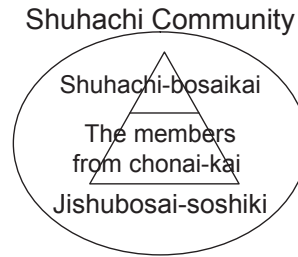 Shuhachi Community
Shuhachi-bosaikai
The members
from chonai-kai
Jishubosai-soshiki